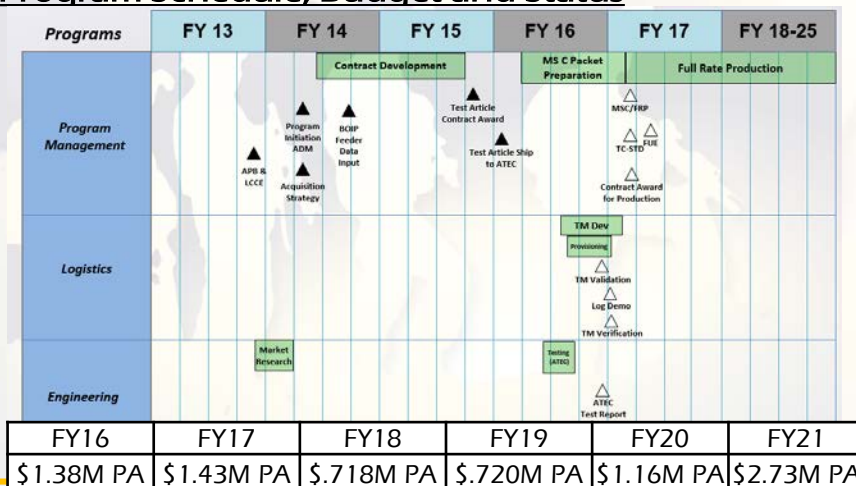 Program Schedule, Budget and Status
Programs FY 13 FY 14 FY 15 FY 16 FY 17 FY 18-25
Contract Development
MS C Packet
Preparation
Full Rate Production
Program
Management
APB &
LCCE
Program
Initiation
ADM
Acquisition
Strategy
BOIP
Feeder
Data
Input
Test Article
Contract Award
Test Article Ship
to ATEC
MSC/FRP
TC-STD
FUE
Contract Award
for Production
Logistics
TM Dev
Provisioning
TM Validation
Log Demo
TM Verification
Engineering
Market
Research
Testing
(ATEC)
ATEC
Test Report
FY16 FY17 FY18 FY19 FY20 FY21
$1.38M PA $1.43M PA $.718M PA $.720M PA $1.16M PA $2.73M PA